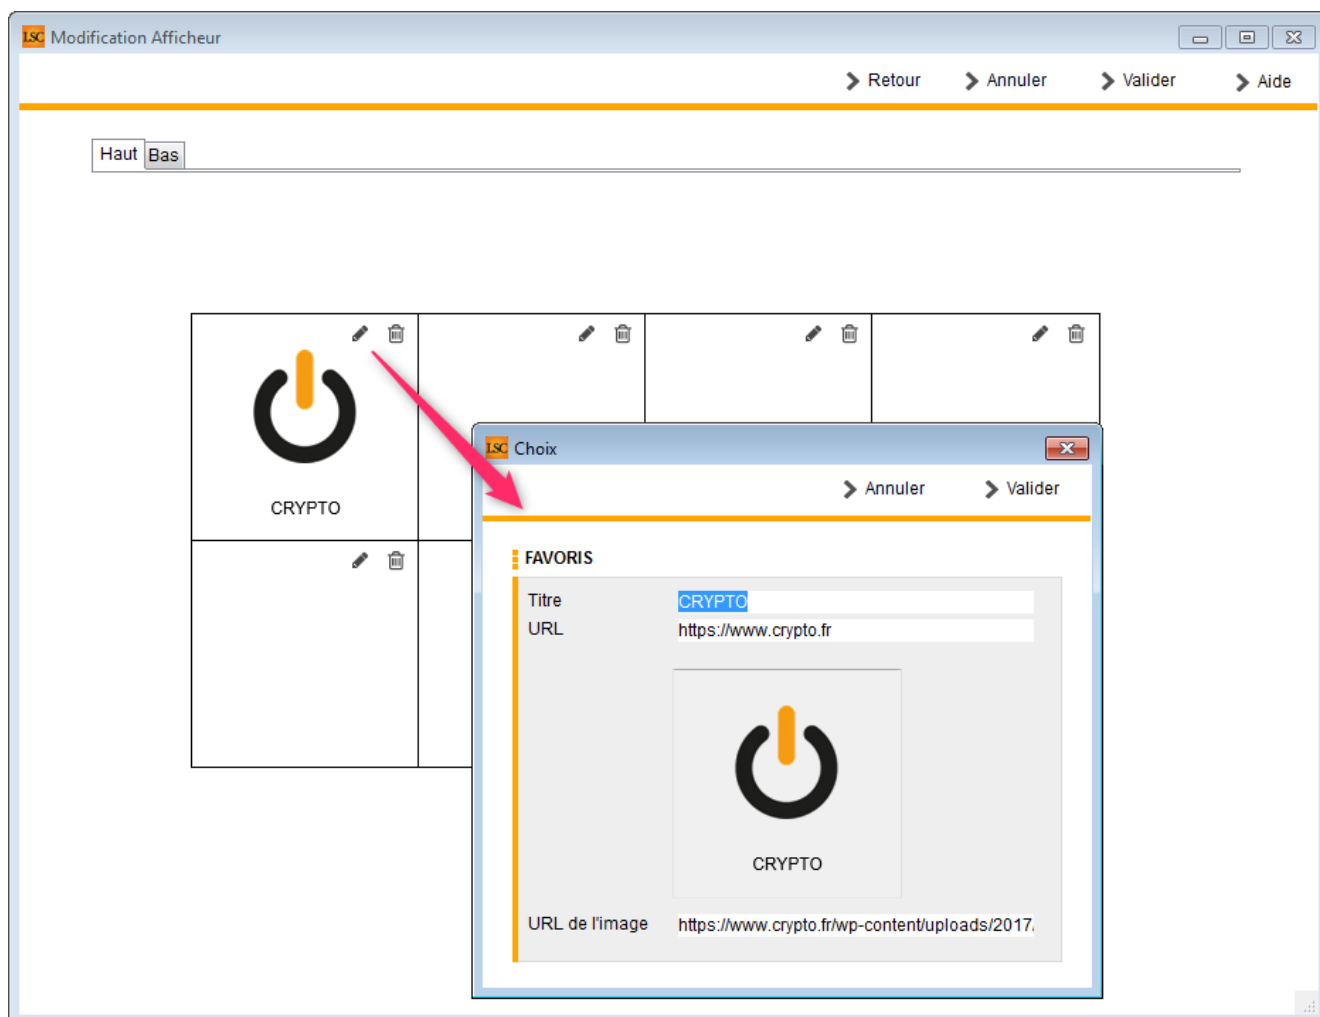 LSC Modification Afficheur
Retour Annuler Valider Aide
Haut Bas
CRYPTO
LSC Choix
Annuler Valider
FAVORIS
Titre CRYPTO
URL https://www.crypto.fr
CRYPTO
URL de l'image https://www.crypto.fr/wp-content/uploads/2017.